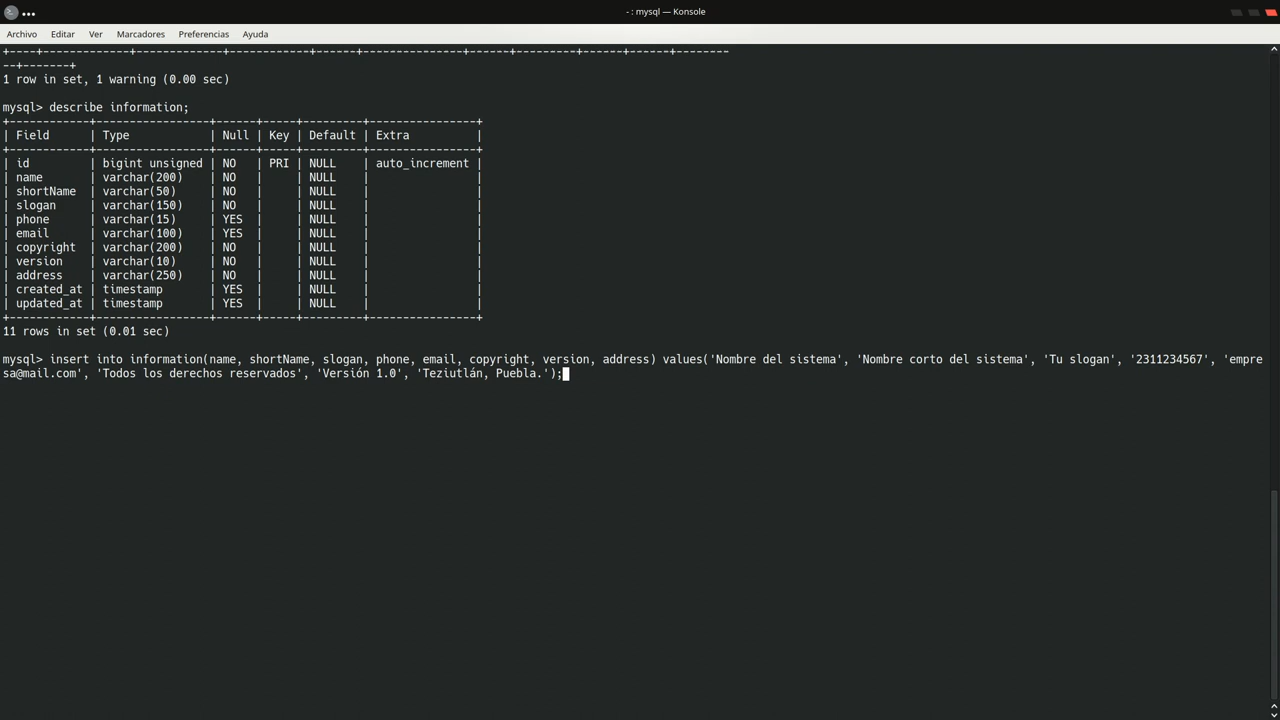 - : mysql — Konsole
Archivo Editar Ver Marcadores Preferencias Ayuda
+----+-------------+-------------+------------+------+---------------+------+---------+------+------+--------
--+-------+
1 row in set, 1 warning (0.00 sec)
mysql> describe information;
+------------+-----------------+------+-----+---------+----------------+
| Field      | Type            | Null | Key | Default | Extra          |
+------------+-----------------+------+-----+---------+----------------+
| id         | bigint unsigned | NO   | PRI | NULL    | auto_increment |
| name       | varchar(200)    | NO   |     | NULL    |                |
| shortName  | varchar(50)     | NO   |     | NULL    |                |
| slogan     | varchar(150)    | NO   |     | NULL    |                |
| phone      | varchar(15)     | YES  |     | NULL    |                |
| email      | varchar(100)    | YES  |     | NULL    |                |
| copyright  | varchar(200)    | NO   |     | NULL    |                |
| version    | varchar(10)     | NO   |     | NULL    |                |
| address    | varchar(250)    | NO   |     | NULL    |                |
| created_at | timestamp       | YES  |     | NULL    |                |
| updated_at | timestamp       | YES  |     | NULL    |                |
+------------+-----------------+------+-----+---------+----------------+
11 rows in set (0.01 sec)
mysql> insert into information(name, shortName, slogan, phone, email, copyright, version, address) values('Nombre del sistema', 'Nombre corto del sistema', 'Tu slogan', '2311234567', 'empre
sa@mail.com', 'Todos los derechos reservados', 'Versión 1.0', 'Teziutlán, Puebla.');